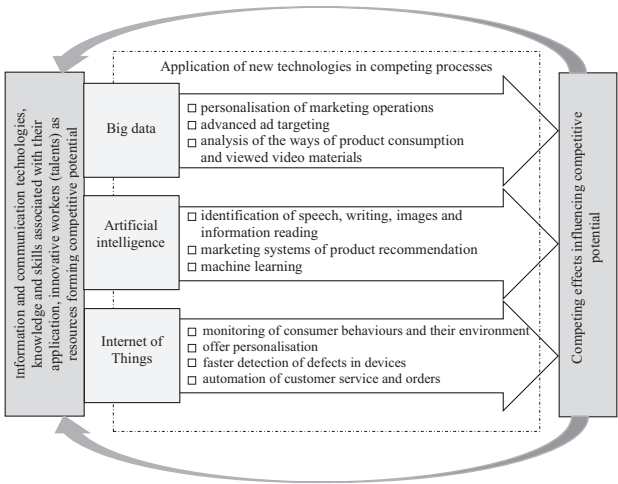 Application of new technologies in competing processes
Information and communication technologies,
knowledge and skills associated with their
application, innovative workers (talents) as
resources forming competitive potential
Big data
□ personalisation of marketing operations
□ advanced ad targeting
□ analysis of the ways of product consumption
and viewed video materials
Artificial
intelligence
□ identification of speech, writing, images and
information reading
□ marketing systems of product recommendation
□ machine learning
Internet of
Things
□ monitoring of consumer behaviours and their environment
□ offer personalisation
□ faster detection of defects in devices
□ automation of customer service and orders
Competing effects influencing competitive
potential